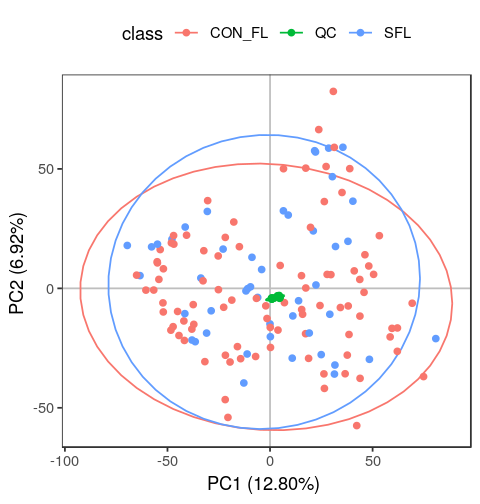 class CON_FL QC SFL
50
0
-50
-100 -50 0 50
PC1 (12.80%)
PC2 (6.92%)